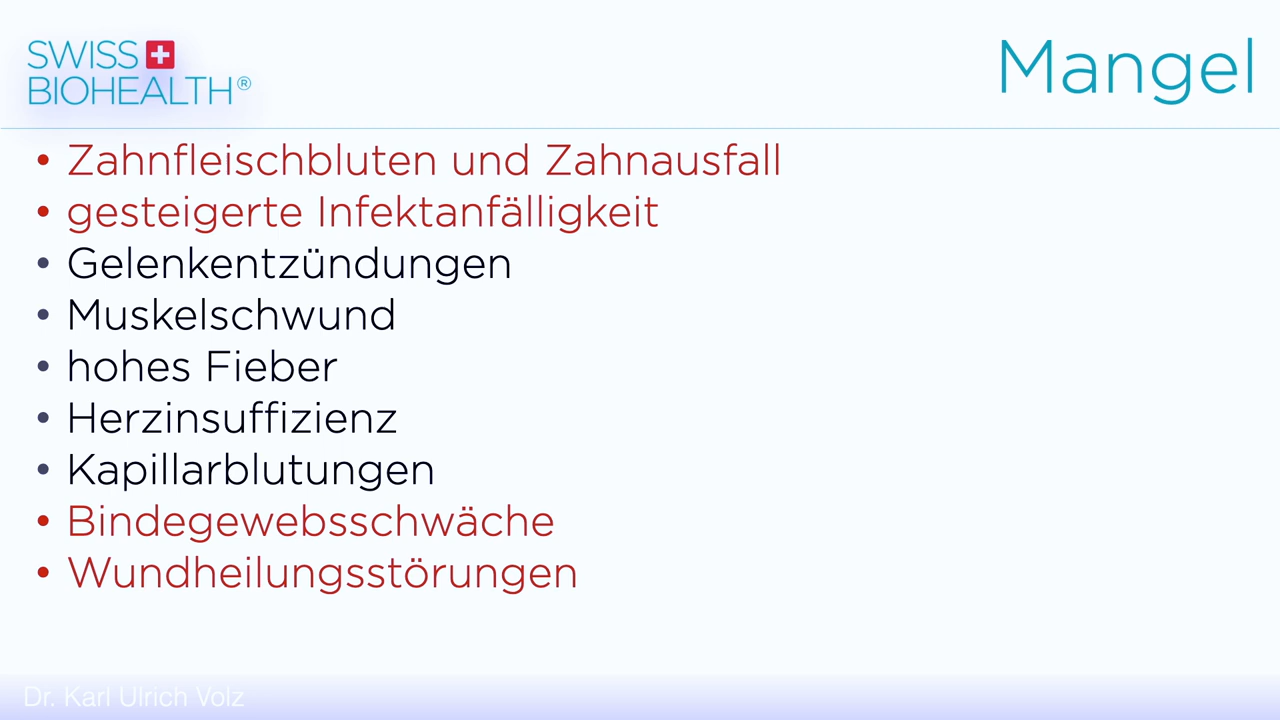 SWISS
BIOHEALTH®
Mangel
• Zahnfleischbluten und Zahnausfall
• gesteigerte Infektanfälligkeit
• Gelenkentzündungen
• Muskelschwund
• hohes Fieber
• Herzinsuffizienz
• Kapillarblutungen
• Bindegewebsschwäche
• Wundheilungsstörungen
Dr. Karl Ulrich Volz